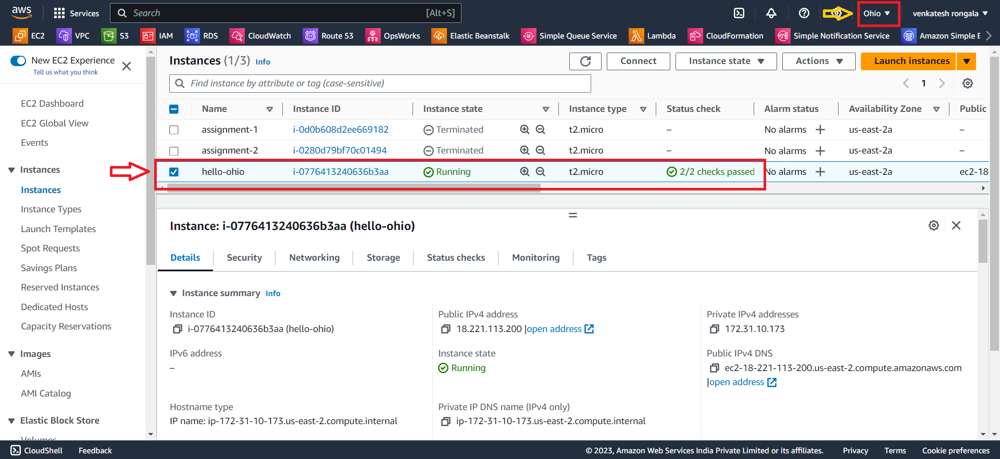 aws Services Search [Alt+S] Ohio venkatesh rongala
EC2 VPC S3 IAM RDS CloudWatch Route 53 OpsWorks Elastic Beanstalk Simple Queue Service Lambda CloudFormation Simple Notification Service Amazon Simple E
New EC2 Experience
Tell us what you think
EC2 Dashboard
EC2 Global View
Events
Instances
Instances
Instance Types
Launch Templates
Spot Requests
Savings Plans
Reserved Instances
Dedicated Hosts
Capacity Reservations
Images
AMIs
AMI Catalog
Elastic Block Store
Volumes
Instances (1/3) Info Connect Instance state Actions Launch instances
Find instance by attribute or tag (case-sensitive) 1
Name Instance ID Instance state Instance type Status check Alarm status Availability Zone Public
assignment-1 i-0d0b608d2ee669182 Terminated t2.micro – No alarms us-east-2a –
assignment-2 i-0280d79bf70c01494 Terminated t2.micro – No alarms us-east-2a –
hello-ohio i-0776413240636b3aa Running t2.micro 2/2 checks passed No alarms us-east-2a ec2-18-
Instance: i-0776413240636b3aa (hello-ohio)
Details Security Networking Storage Status checks Monitoring Tags
Instance summary Info
Instance ID
i-0776413240636b3aa (hello-ohio)
Public IPv4 address
18.221.113.200 |open address
Private IPv4 addresses
172.31.10.173
IPv6 address
–
Instance state
Running
Public IPv4 DNS
ec2-18-221-113-200.us-east-2.compute.amazonaws.com
|open address
Hostname type
IP name: ip-172-31-10-173.us-east-2.compute.internal
Private IP DNS name (IPv4 only)
ip-172-31-10-173.us-east-2.compute.internal
CloudShell Feedback © 2023, Amazon Web Services India Private Limited or its affiliates. Privacy Terms Cookie preferences